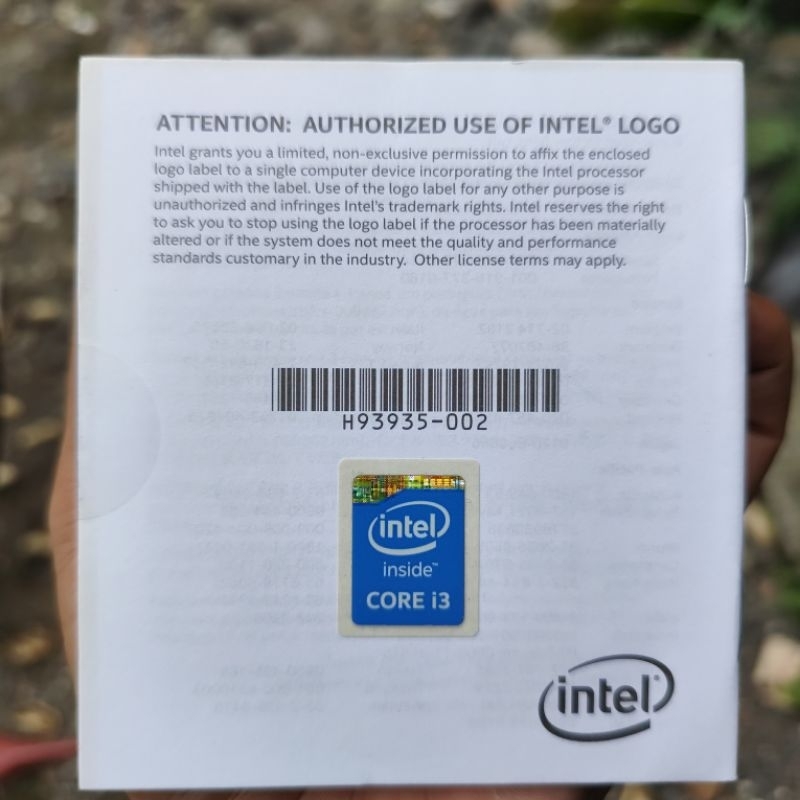 ATTENTION: AUTHORIZED USE OF INTEL® LOGO
Intel grants you a limited, non-exclusive permission to affix the enclosed
logo label to a single computer device incorporating the Intel processor
shipped with the label. Use of the logo label for any other purpose is
unauthorized and infringes Intel's trademark rights. Intel reserves the right
to ask you to stop using the logo label if the processor has been materially
altered or if the system does not meet the quality and performance
standards customary in the industry. Other license terms may apply.
H93935-002
intel
inside™
CORE i3
intel®